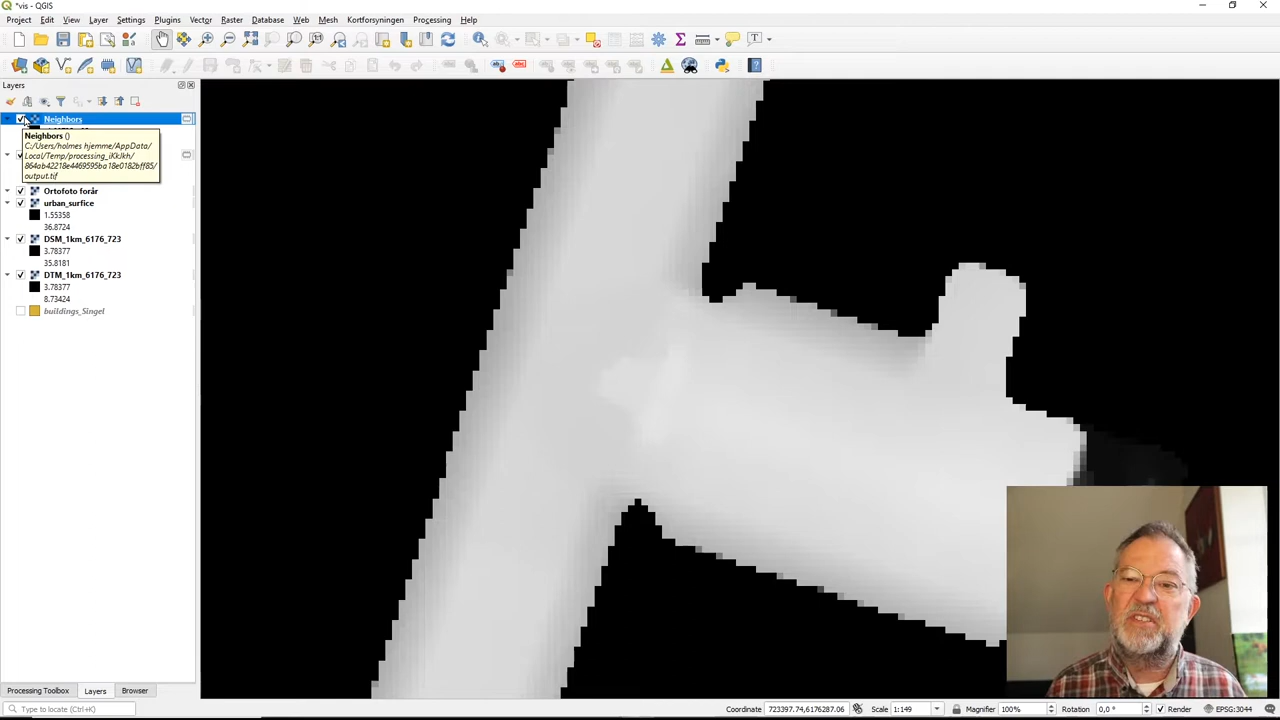 *vis - QGIS
Project Edit View Layer Settings Plugins Vector Raster Database Web Mesh Kortforsyningen Processing Help
Layers
Neighbors
Neighbors ()
C:/Users/holmes hjemme/AppData/
Local/Temp/processing_iKkJkh/
864ab42218e4469595ba18e0182bff85/
output.tif
Ortofoto forår
urban_surfice
1.55358
36.8724
DSM_1km_6176_723
3.78377
35.8181
DTM_1km_6176_723
3.78377
8.73424
buildings_Singel
Processing Toolbox Layers Browser
Type to locate (Ctrl+K)
Coordinate 723397.74,6176287.06 Scale 1:149 Magnifier 100% Rotation 0,0 ° Render EPSG:3044